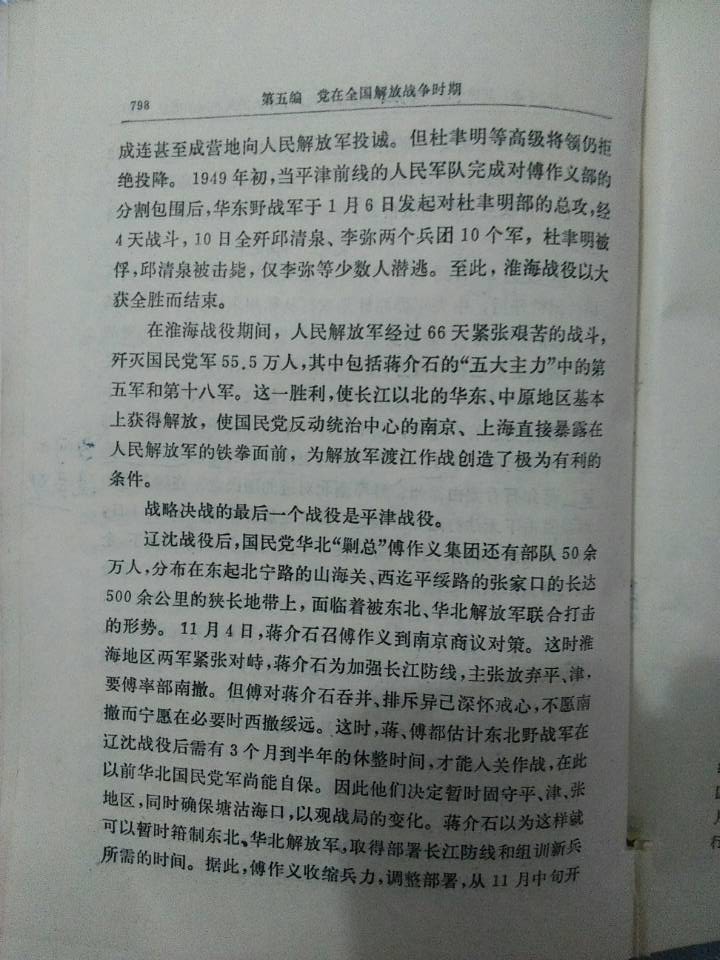 798
第五编 党在全国解放战争时期
成连甚至成营地向人民解放军投诚。但杜聿明等高级将领仍拒
绝投降。1949年初,当平津前线的人民军队完成对傅作义部的
分割包围后,华东野战军于1月6日发起对杜聿明部的总攻,经
4天战斗,10日全歼邱清泉、李弥两个兵团10个军,杜聿明被
俘,邱清泉被击毙,仅李弥等少数人潜逃。至此,淮海战役以大
获全胜而结束。
在淮海战役期间,人民解放军经过66天紧张艰苦的战斗,
歼灭国民党军55.5万人,其中包括蒋介石的“五大主力”中的第
五军和第十八军。这一胜利,使长江以北的华东、中原地区基本
上获得解放,使国民党反动统治中心的南京、上海直接暴露在
人民解放军的铁拳面前,为解放军渡江作战创造了极为有利的
条件。
战略决战的最后一个战役是平津战役。
辽沈战役后,国民党华北“剿总”傅作义集团还有部队50余
万人,分布在东起北宁路的山海关、西迄平绥路的张家口的长达
500余公里的狭长地带上,面临着被东北、华北解放军联合打击
的形势。11月4日,蒋介石召傅作义到南京商议对策。这时淮
海地区两军紧张对峙,蒋介石为加强长江防线,主张放弃平、津,
要傅率部南撤。但傅对蒋介石吞并、排斥异己深怀戒心,不愿南
撤而宁愿在必要时西撤绥远。这时,蒋、傅都估计东北野战军在
辽沈战役后需有3个月到半年的休整时间,才能入关作战,在此
以前华北国民党军尚能自保。因此他们决定暂时固守平、津、张
地区,同时确保塘沽海口,以观战局的变化。蒋介石以为这样就
可以暂时箝制东北、华北解放军,取得部署长江防线和组训新兵
所需的时间。据此,傅作义收缩兵力,调整部署,从11月中旬开